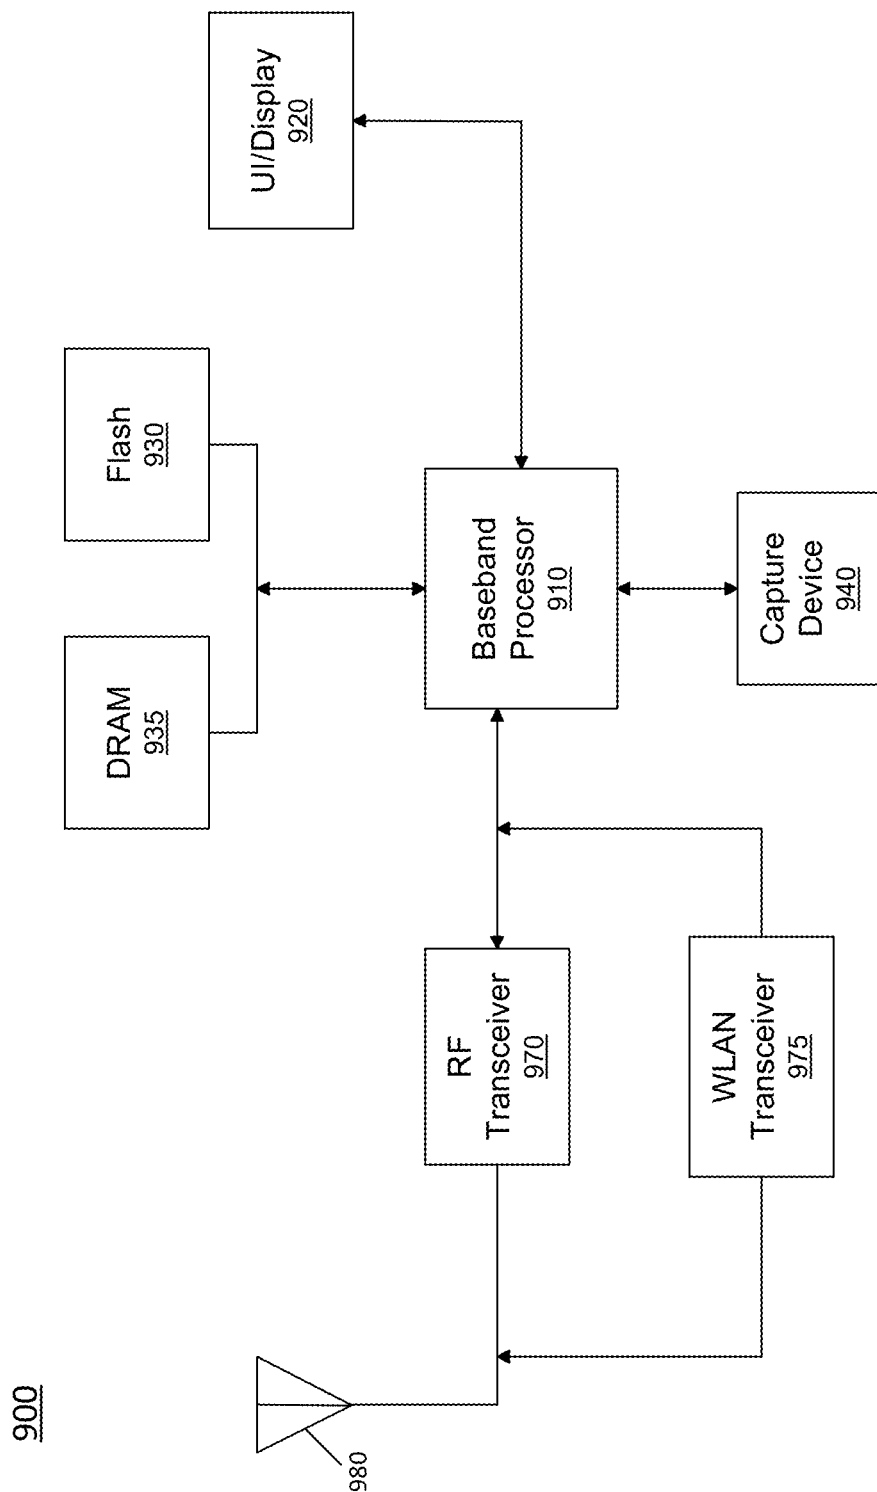 900
980
RF
Transceiver
970
WLAN
Transceiver
975
DRAM
935
Baseband
Processor
910
Capture
Device
940
Flash
930
UI/Display
920